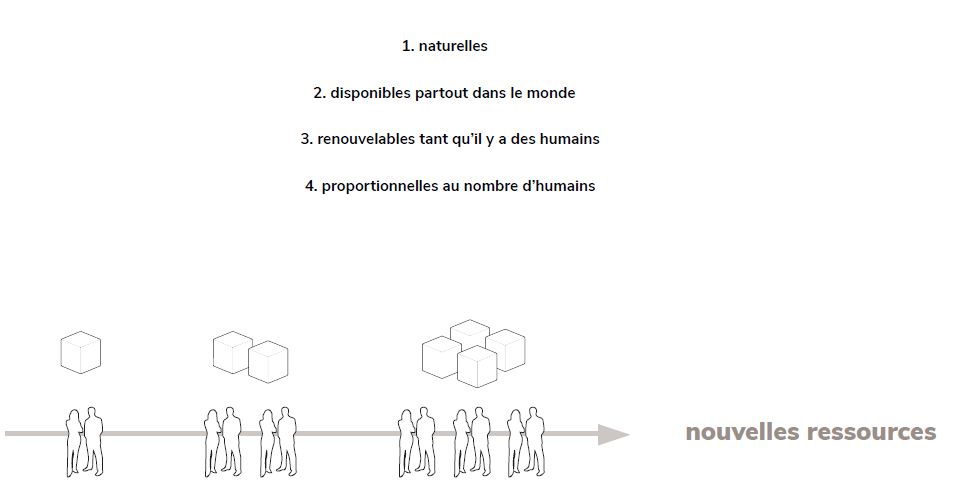 1. naturelles
2. disponibles partout dans le monde
3. renouvelables tant qu’il y a des humains
4. proportionnelles au nombre d’humains
nouvelles ressources